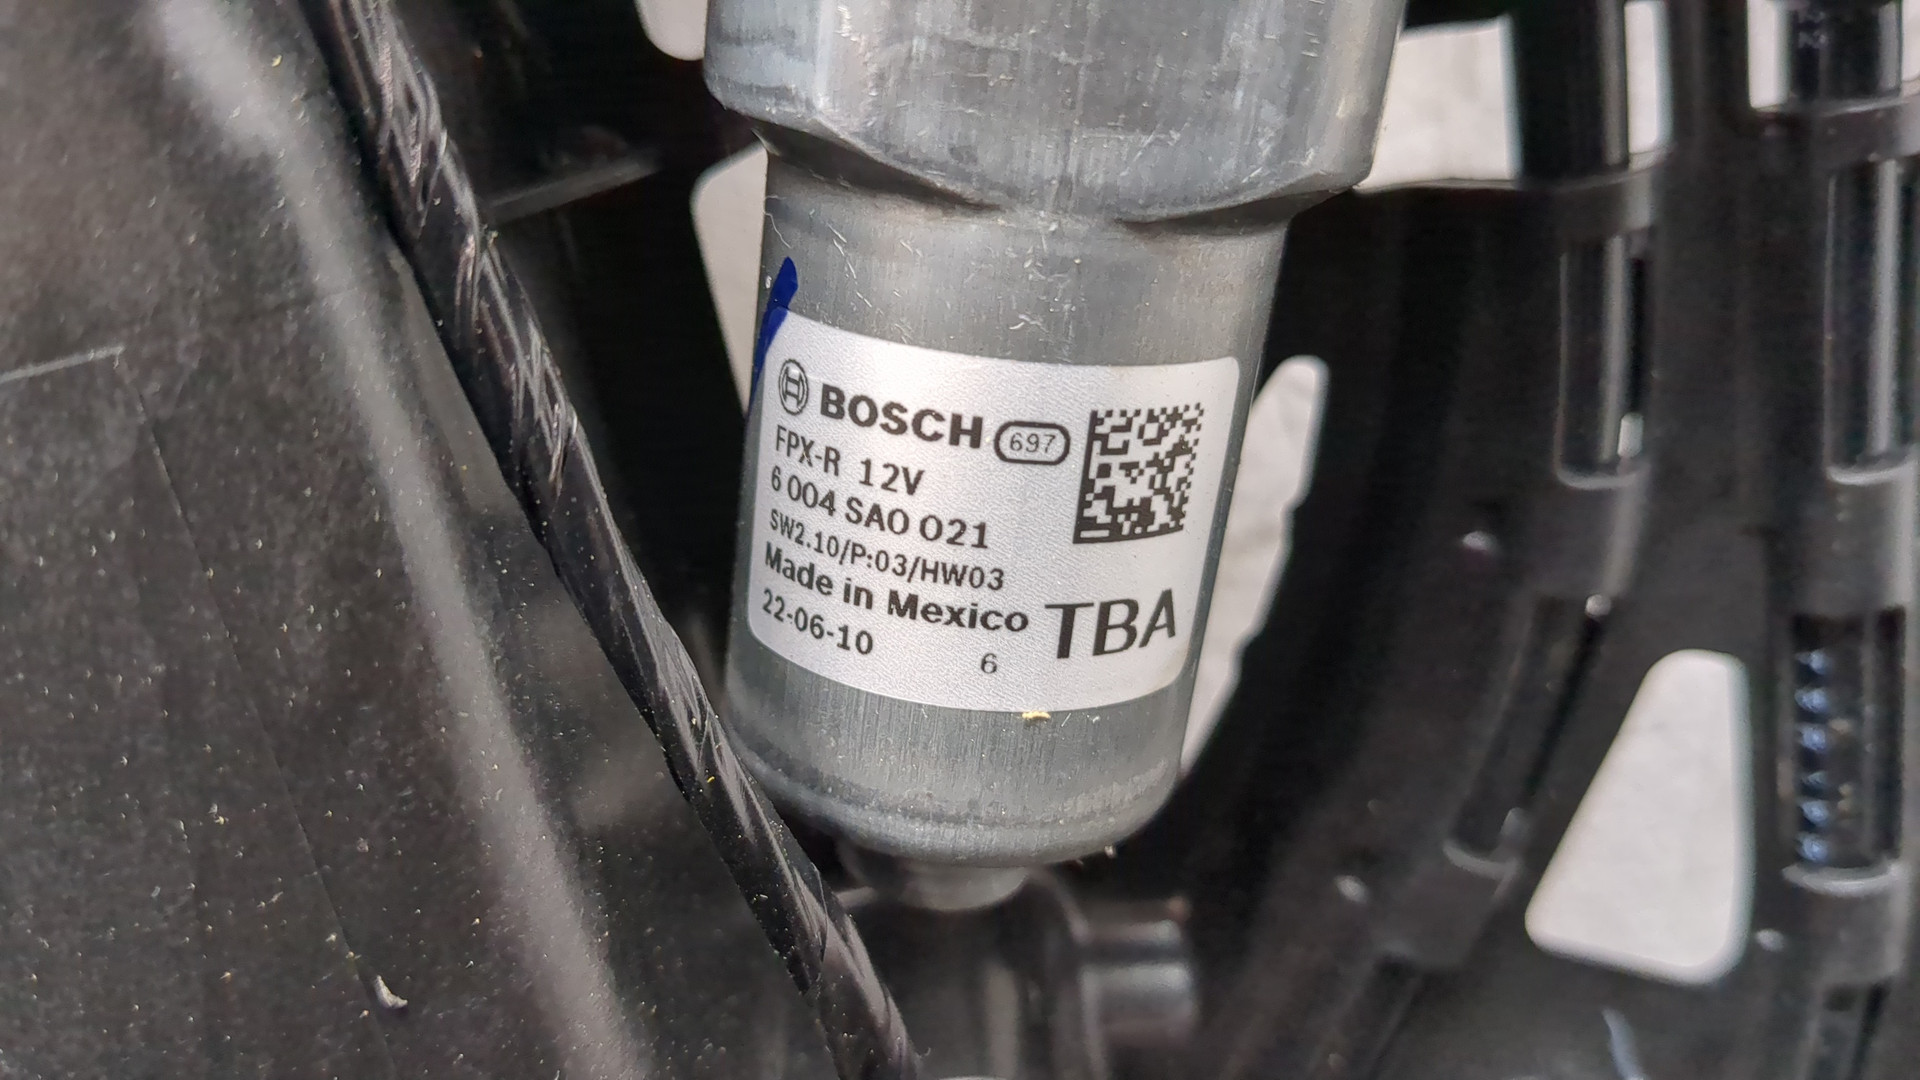 BOSCH 697
FPX-R 12V
6 004 SA0 021
SW2.10/P:03/HW03
Made in Mexico
TBA
22-06-10
6